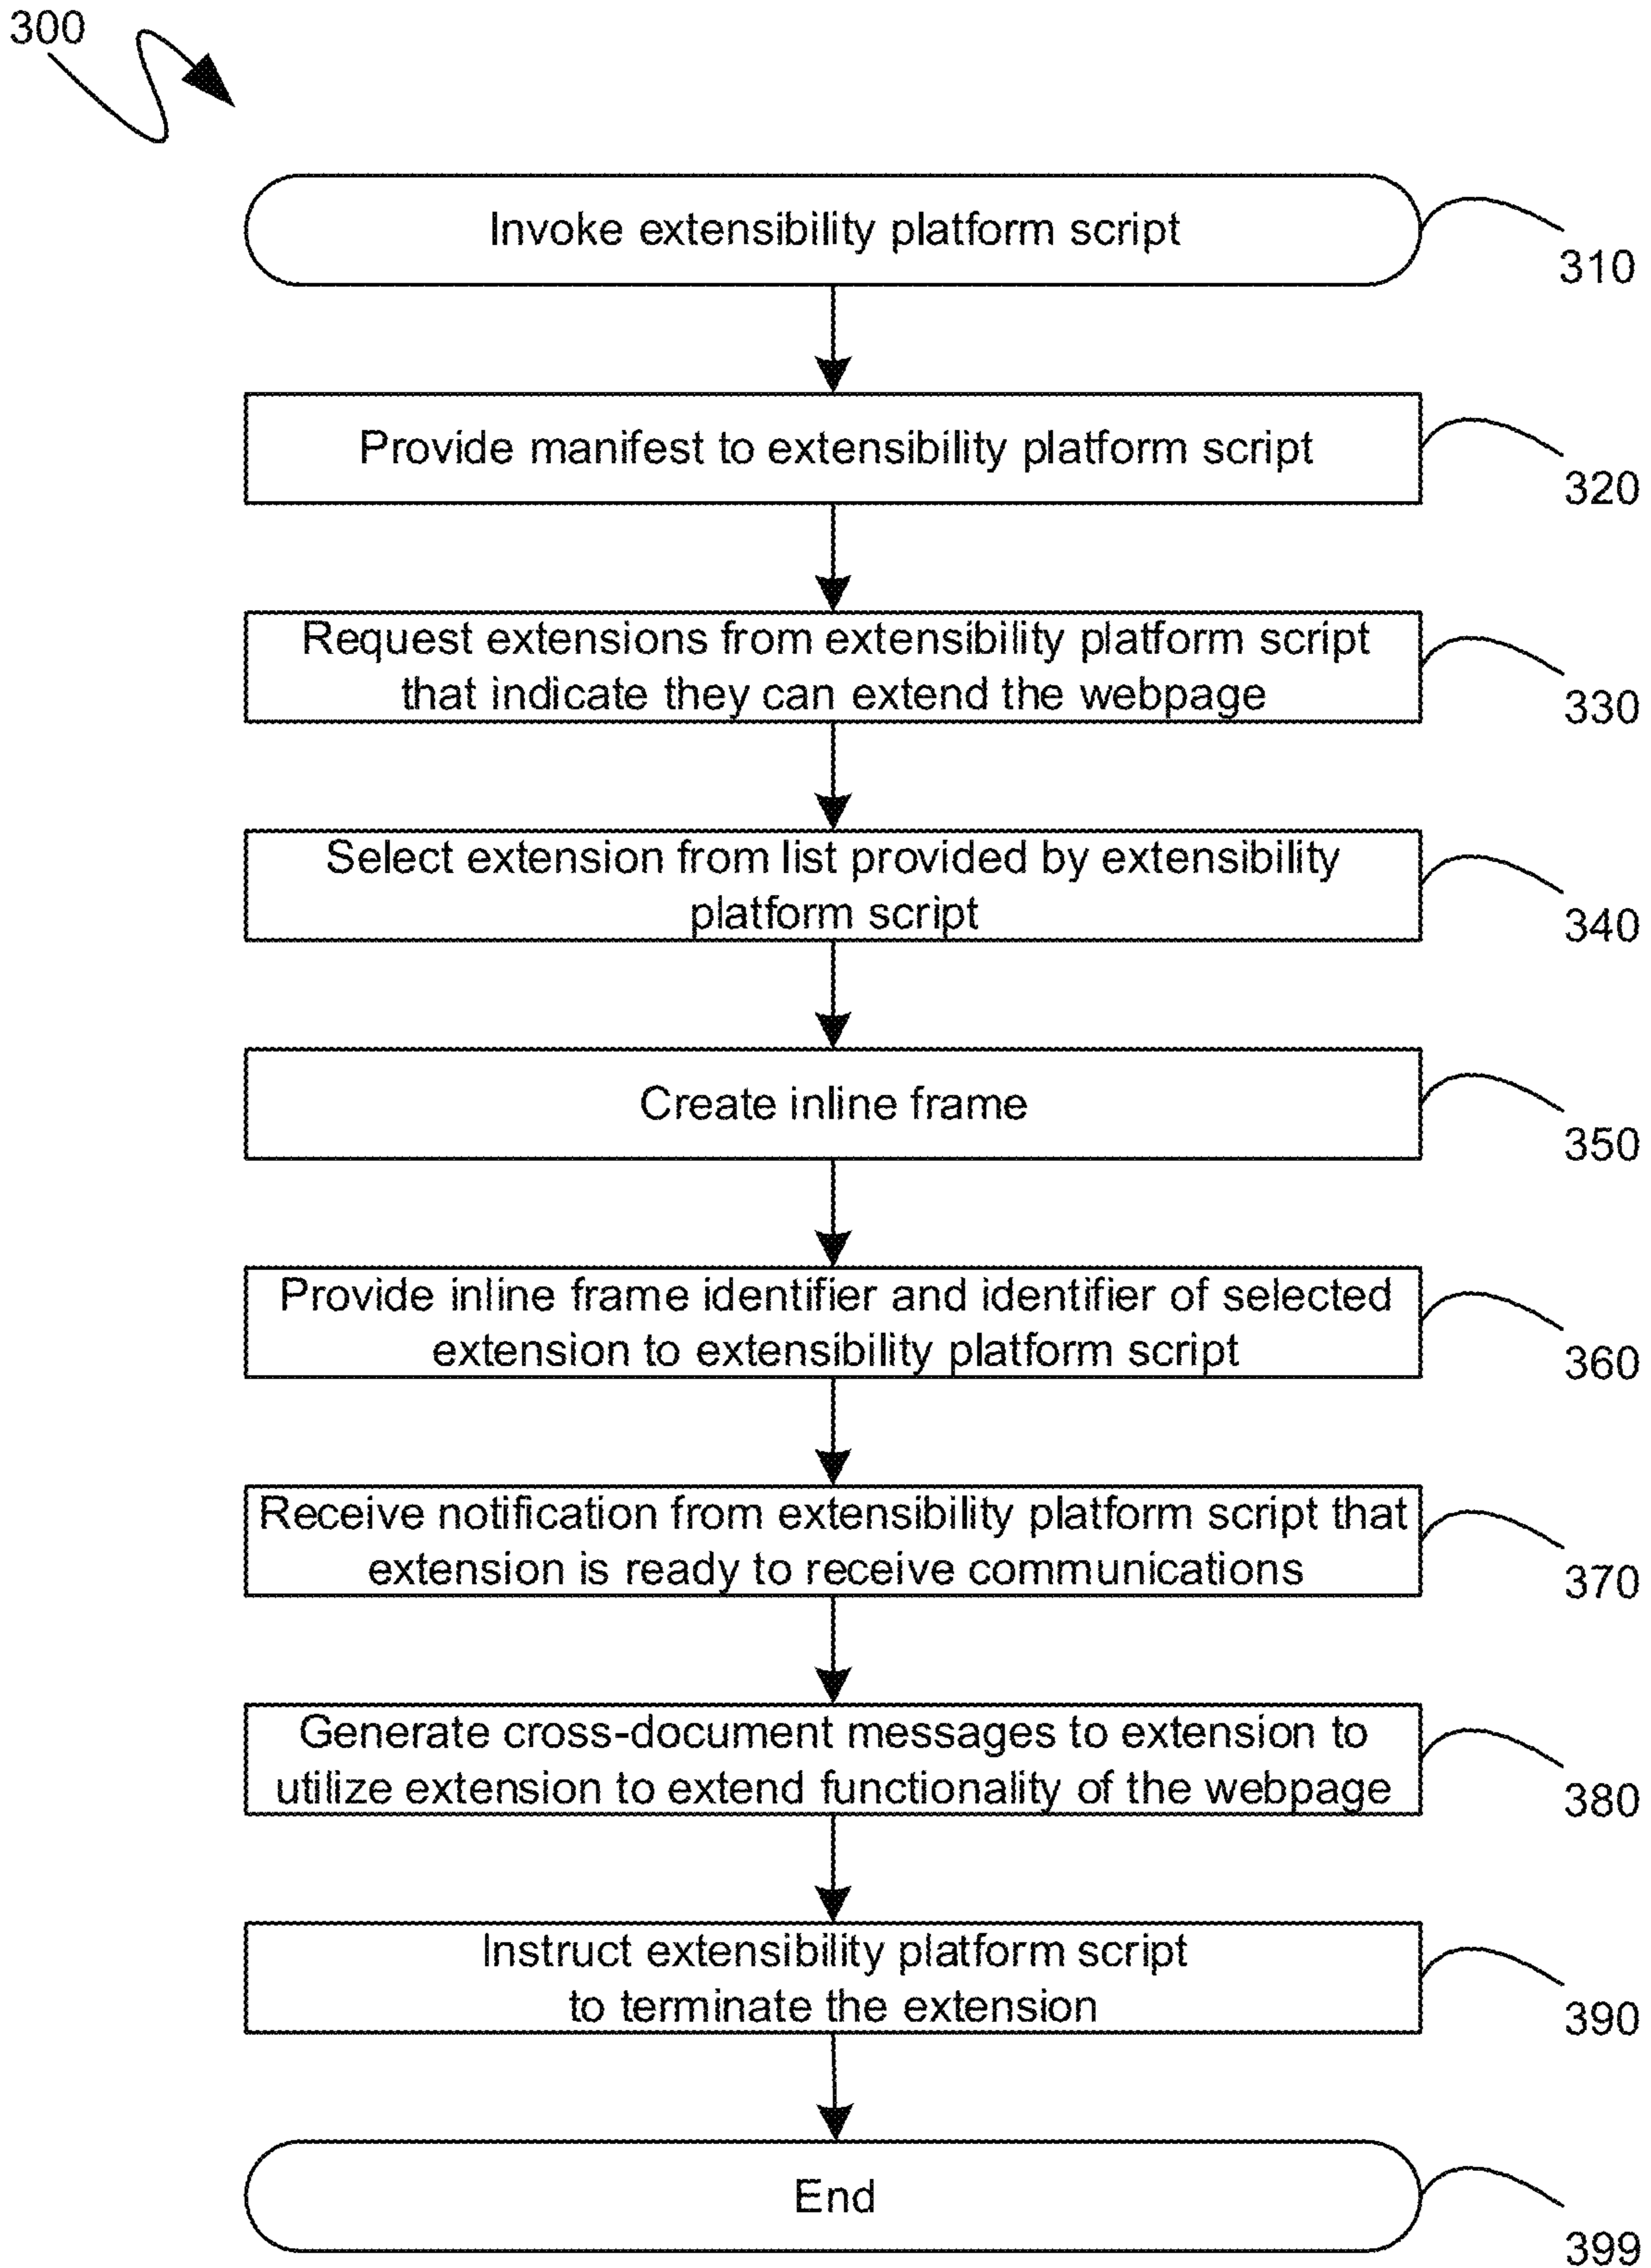 300
Invoke extensibility platform script
310
Provide manifest to extensibility platform script
320
Request extensions from extensibility platform script
that indicate they can extend the webpage
330
Select extension from list provided by extensibility
platform script
340
Create inline frame
350
Provide inline frame identifier and identifier of selected
extension to extensibility platform script
360
Receive notification from extensibility platform script that
extension is ready to receive communications
370
Generate cross-document messages to extension to
utilize extension to extend functionality of the webpage
380
Instruct extensibility platform script
to terminate the extension
390
End
399